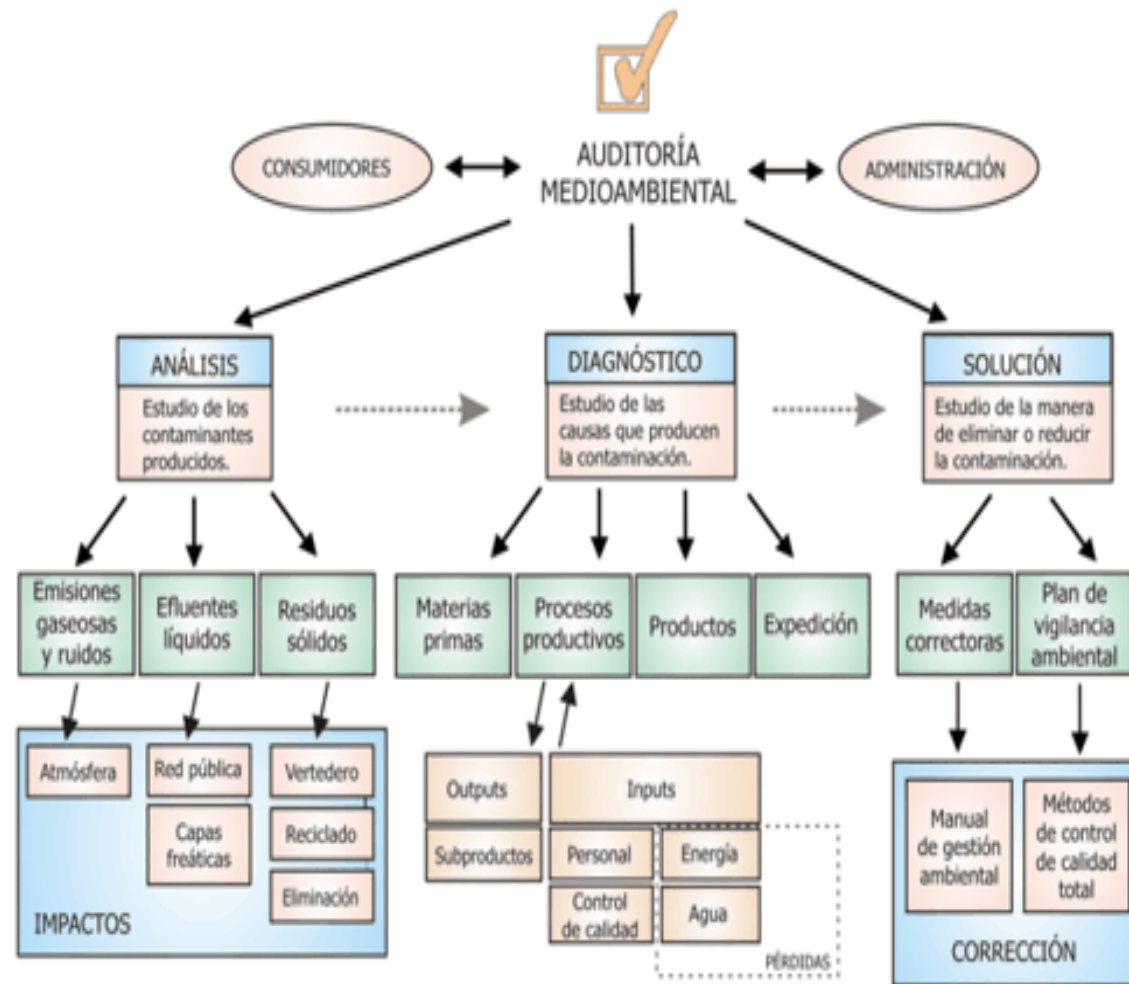 CONSUMIDORES
AUDITORÍA
MEDIOAMBIENTAL
ADMINISTRACIÓN
ANÁLISIS
Estudio de los
contaminantes
producidos.
DIAGNÓSTICO
Estudio de las
causas que producen
la contaminación.
SOLUCIÓN
Estudio de la manera
de eliminar o reducir
la contaminación.
Emisiones
gaseosas
y ruidos
Efluentes
líquidos
Residuos
sólidos
Materias
primas
Procesos
productivos
Productos
Expedición
Medidas
correctoras
Plan de
vigilancia
ambiental
Atmósfera
Red pública
Capas
freáticas
Vertedero
Reciclado
Eliminación
IMPACTOS
Outputs
Subproductos
Inputs
Personal
Control
de calidad
Energía
Agua
PÉRDIDAS
Manual
de gestión
ambiental
Métodos
de control
de calidad
total
CORRECCIÓN